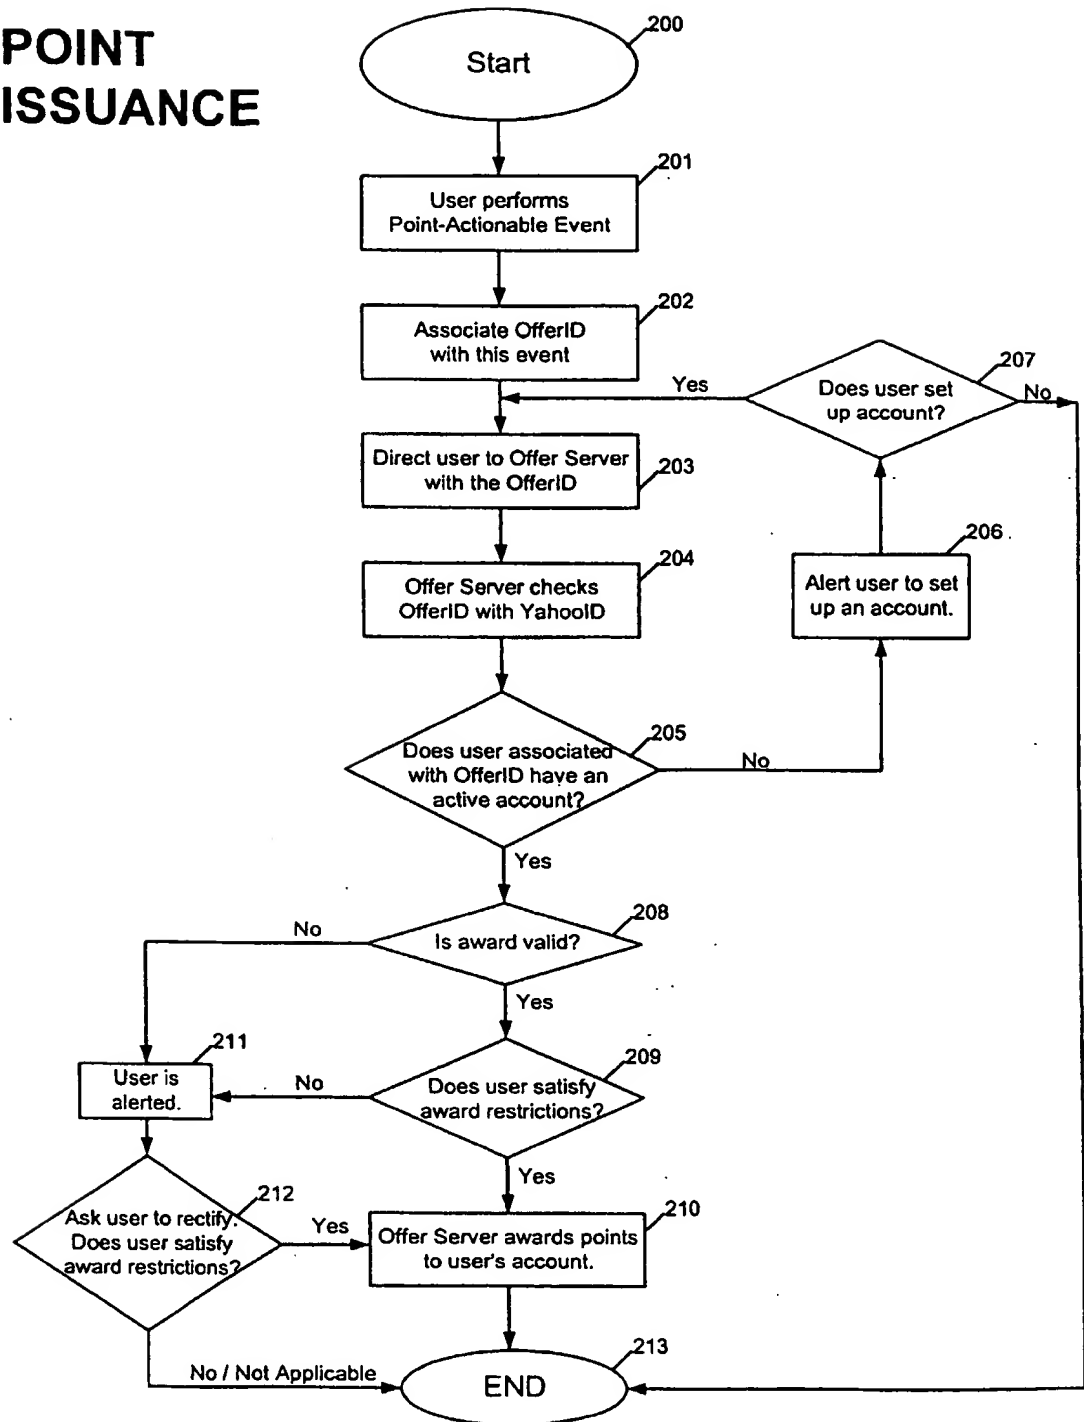 POINT
ISSUANCE
200
Start
201
User performs
Point-Actionable Event
202
Associate OfferID
with this event
207
Does user set
up account?
Yes
No
Direct user to Offer Server
with the OfferID
203
206
Alert user to set
up an account.
204
Offer Server checks
OfferID with YahooID
205
Does user associated
with OfferID have an
active account?
No
Yes
208
Is award valid?
No
Yes
211
User is
alerted.
209
Does user satisfy
award restrictions?
No
Yes
212
Ask user to rectify.
Does user satisfy
award restrictions?
Yes
210
Offer Server awards points
to user's account.
No / Not Applicable
213
END